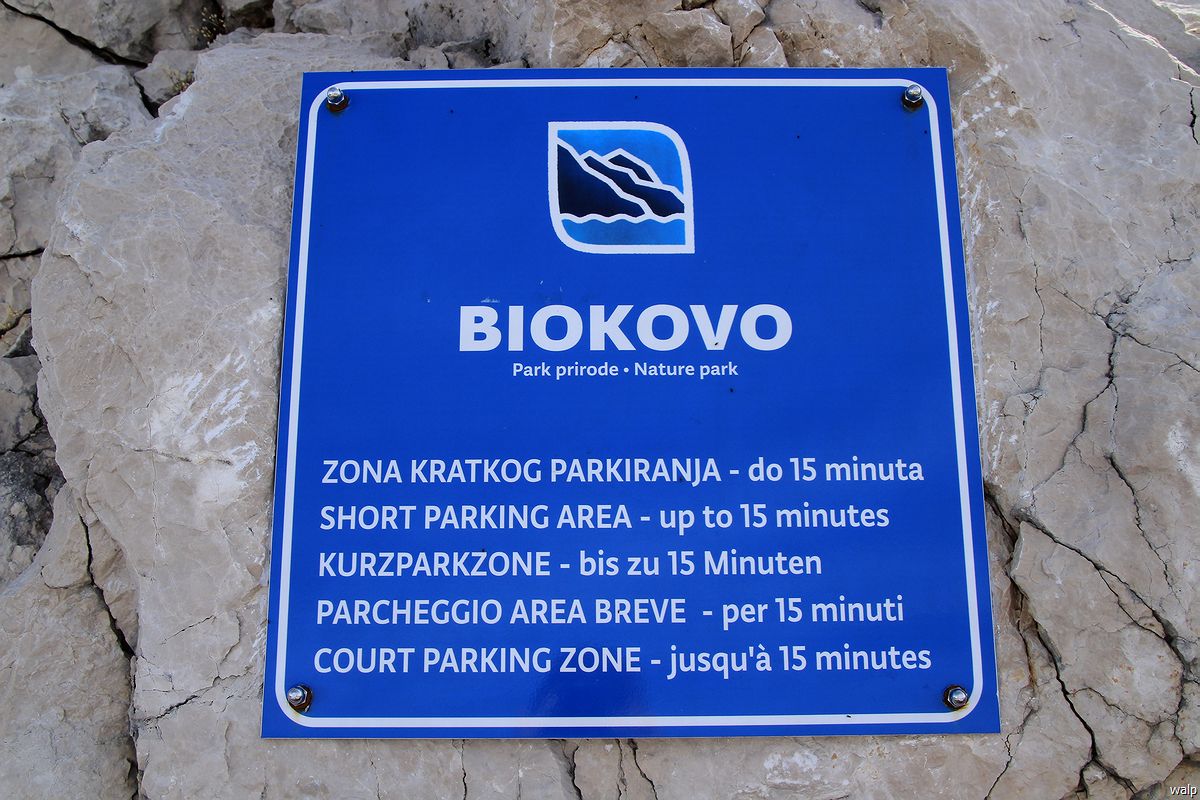 BIOKOVO
Park prirode • Nature park
ZONA KRATKOG PARKIRANJA - do 15 minuta
SHORT PARKING AREA - up to 15 minutes
KURZPARKZONE - bis zu 15 Minuten
PARCHEGGIO AREA BREVE - per 15 minuti
COURT PARKING ZONE - jusqu'à 15 minutes
walp